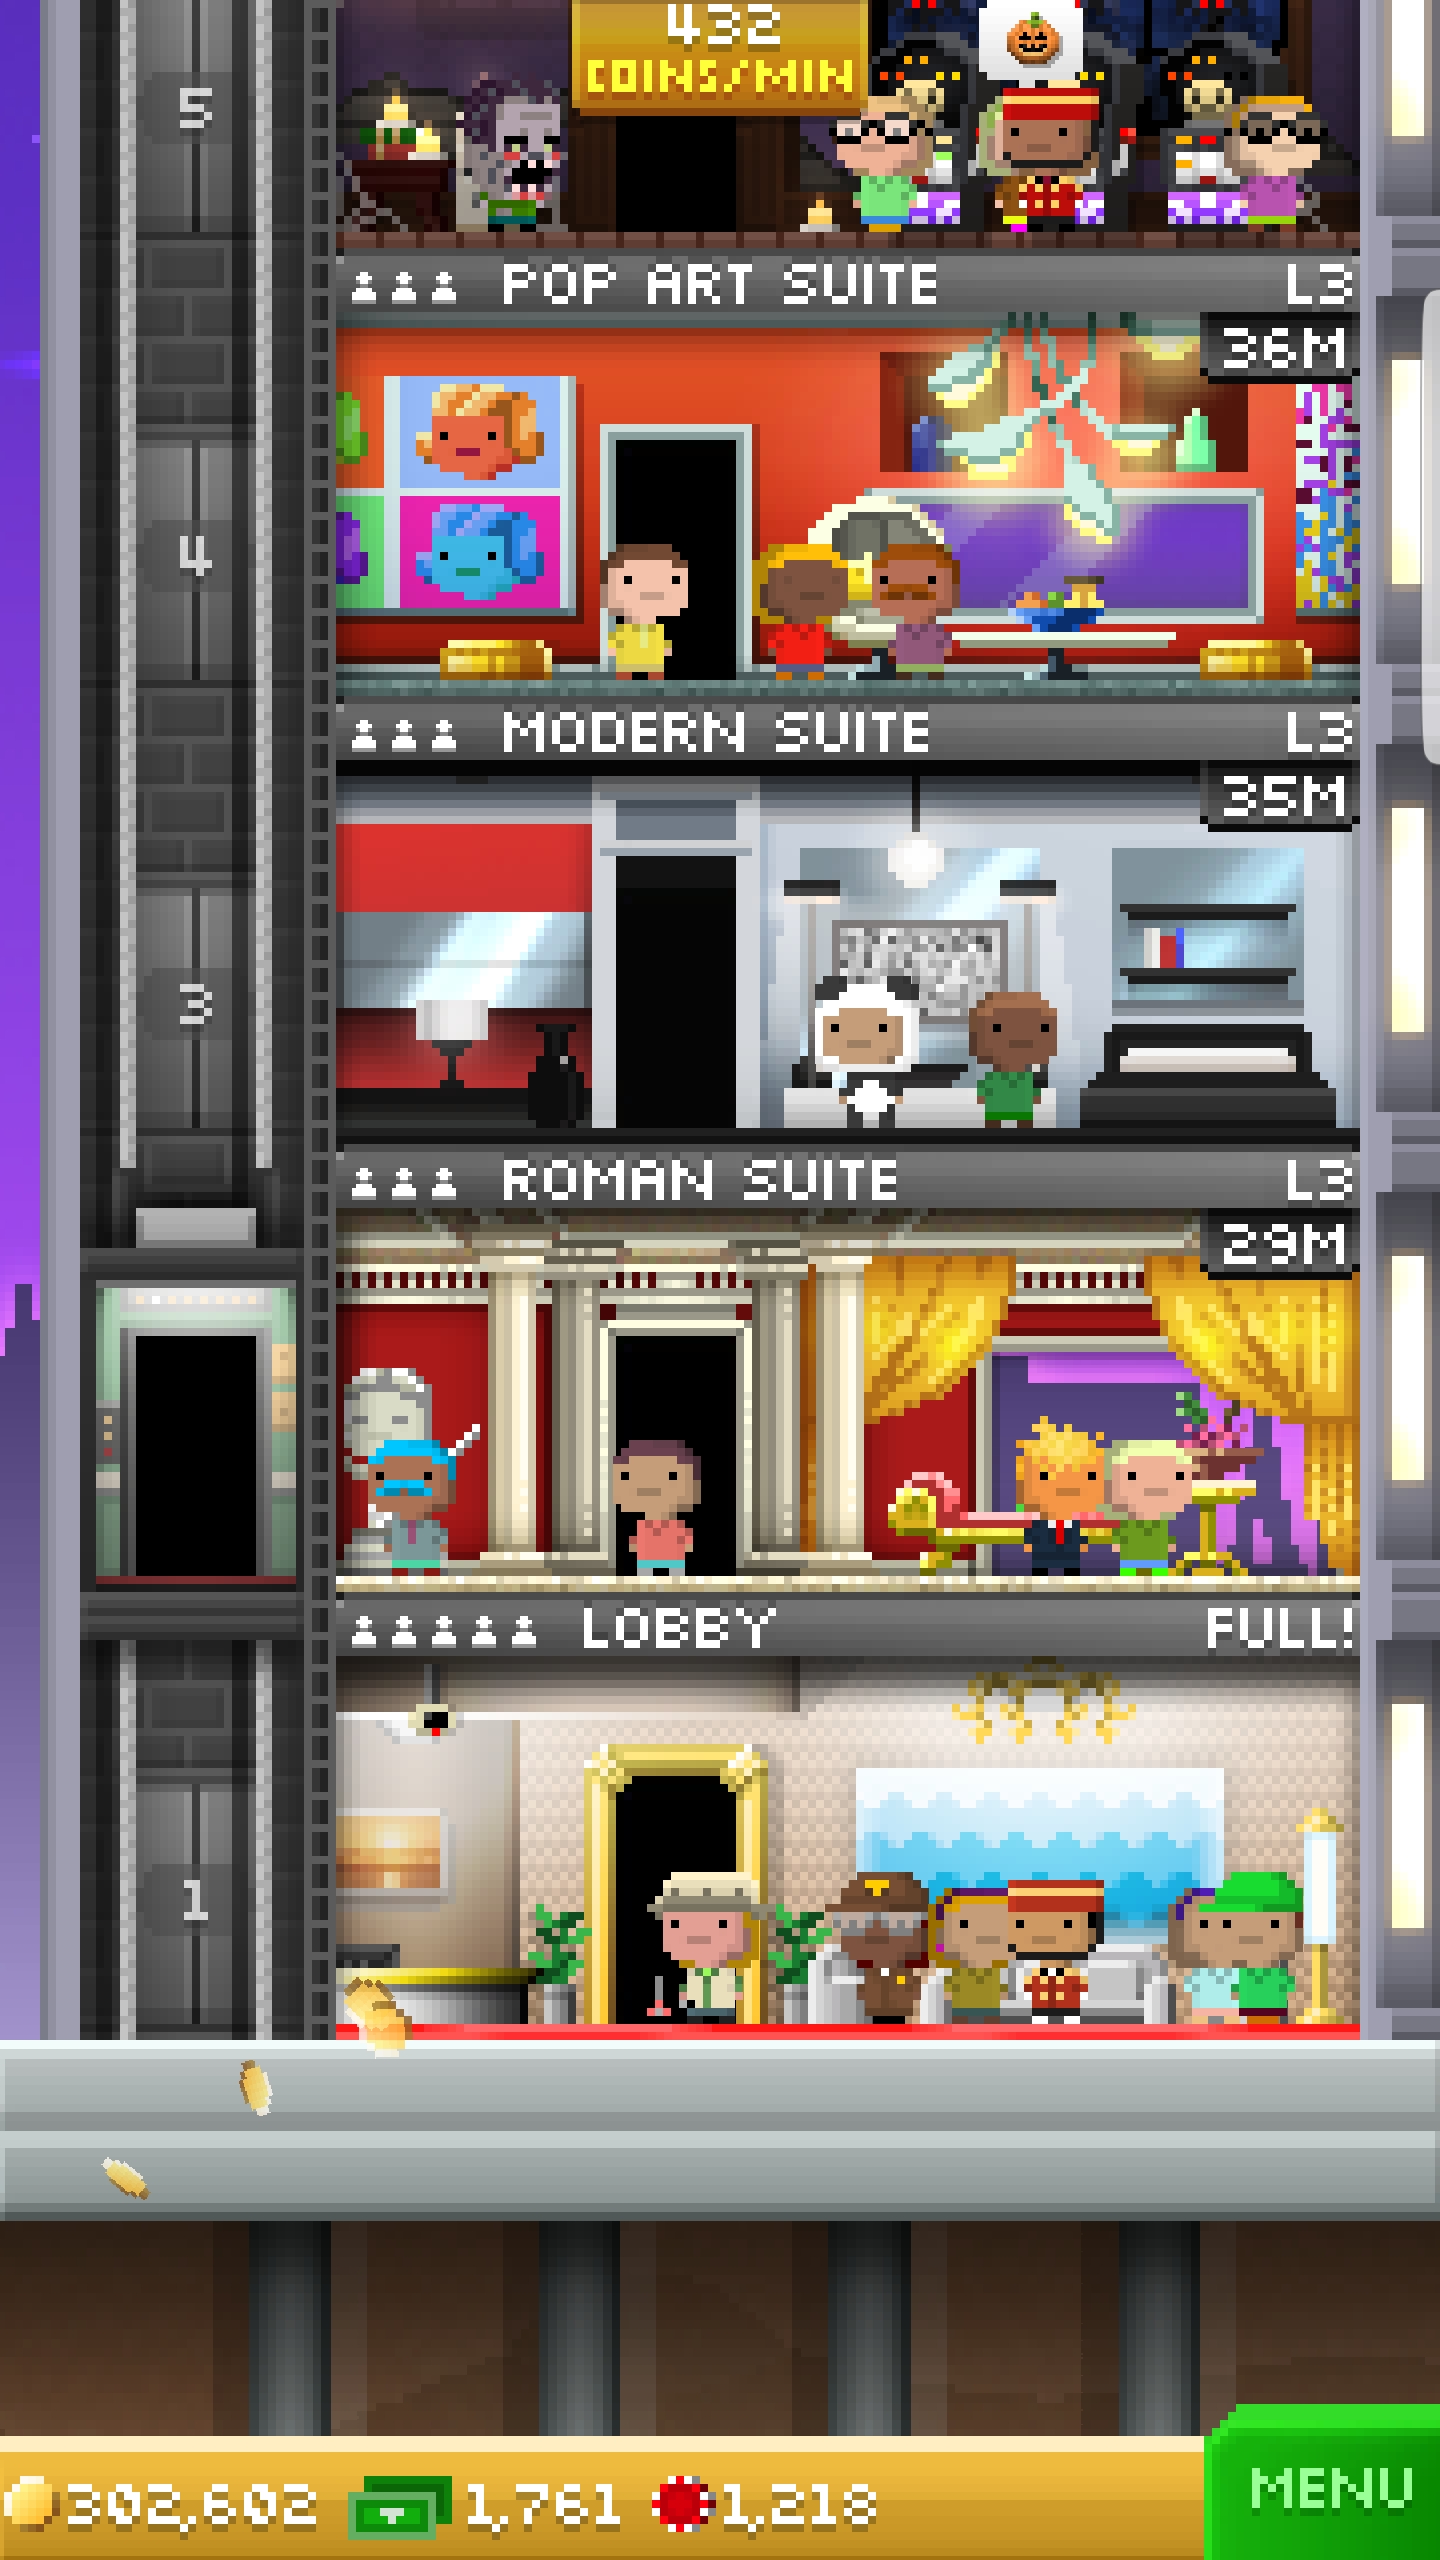 432
COINS/MIN
5
POP ART SUITE L3
36M
4
MODERN SUITE L3
35M
3
ROMAN SUITE L3
29M
LOBBY FULL!
1
302,602 1,761 1,218 MENU